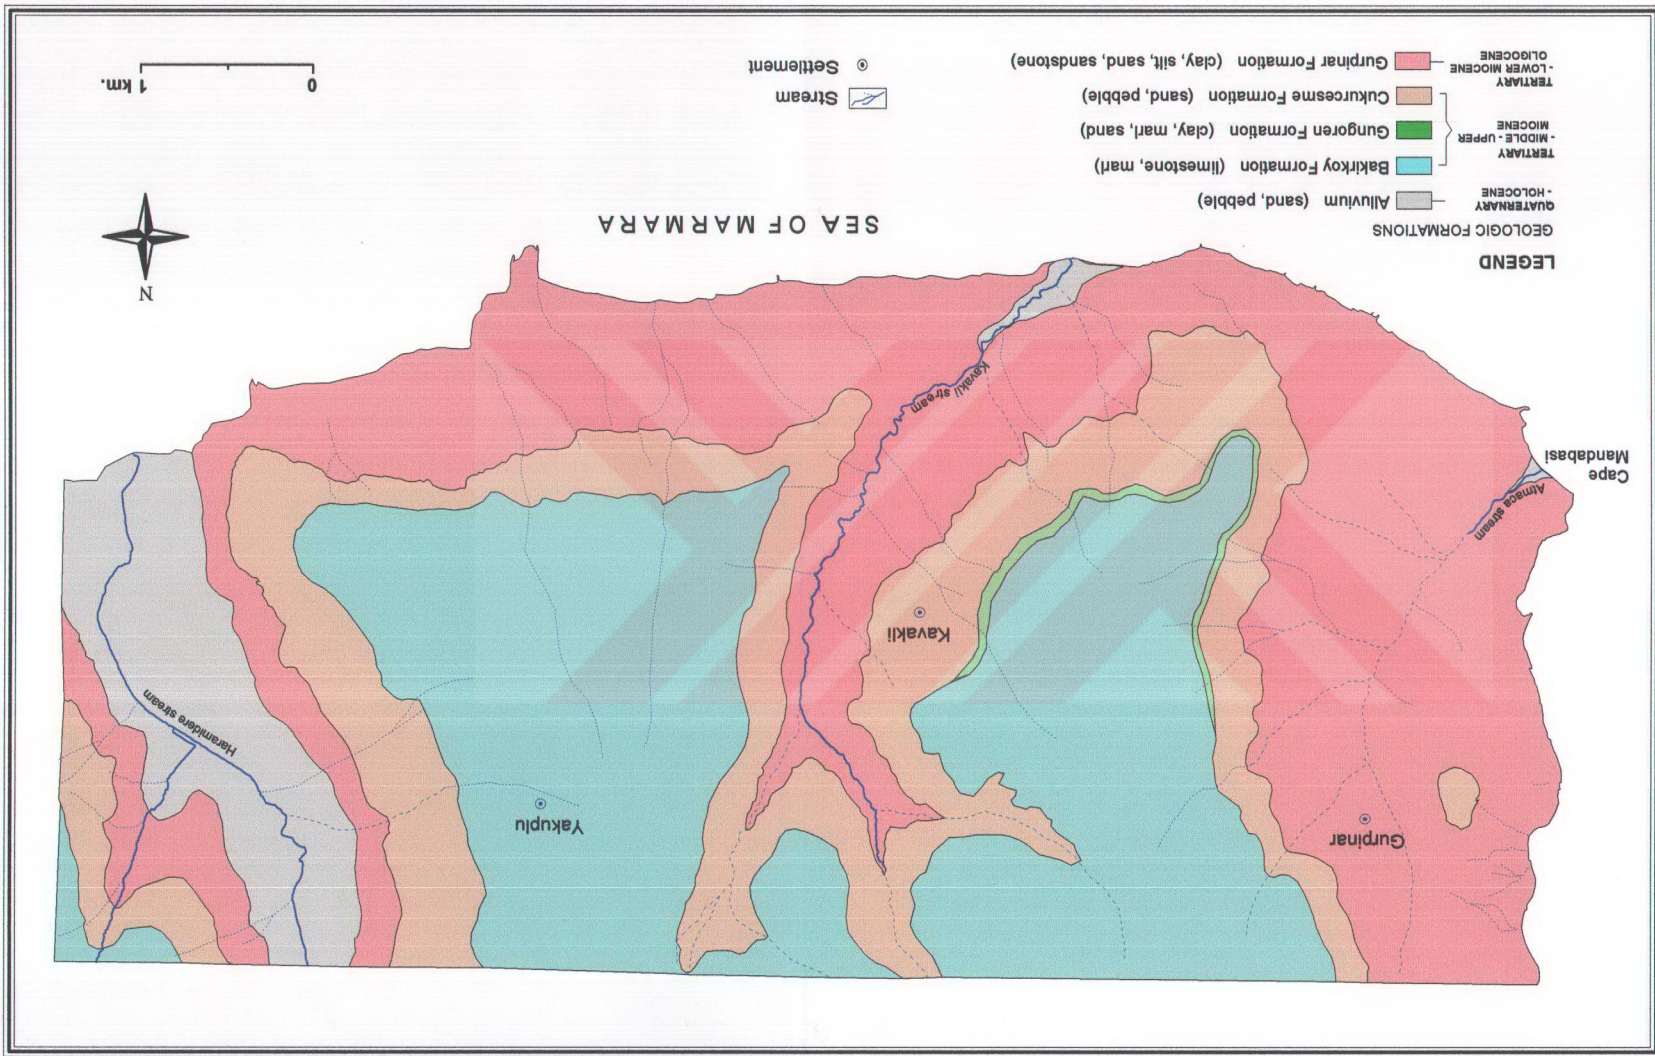 Gurpinar
Yakuplu
Haramidere stream
Kavakli
Atmaca stream
Cape
Mandabasi
Kavakli stream
LEGEND
GEOLOGIC FORMATIONS
QUATERNARY
- HOLOCENE
Alluvium (sand, pebble)
TERTIARY
- MIDDLE - UPPER
MIOCENE
Bakirkoy Formation (limestone, marl)
Gungoren Formation (clay, marl, sand)
Cukurcesme Formation (sand, pebble)
TERTIARY
- LOWER MIOCENE
OLIGOCENE
Gurpinar Formation (clay, silt, sand, sandstone)
SEA OF MARMARA
Stream
Settlement
N
0
1 km.